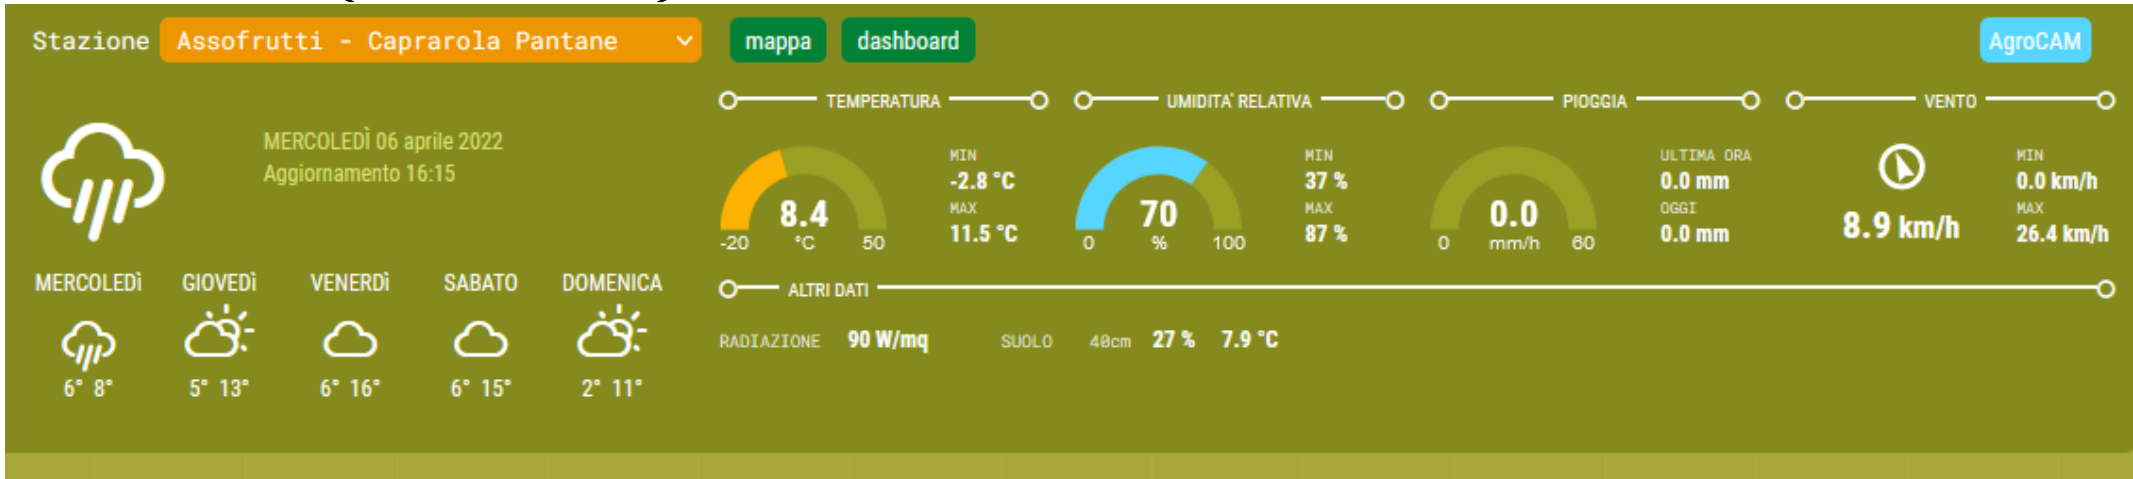 Stazione Assofrutti - Caprarola Pantane mappa dashboard AgroCAM
MERCOLEDÌ 06 aprile 2022
Aggiornamento 16:15
MERCOLEDÌ GIOVEDÌ VENERDÌ SABATO DOMENICA
6° 8° 5° 13° 6° 16° 6° 15° 2° 11°
TEMPERATURA
8.4
°C
-20 50
MIN
-2.8 °C
MAX
11.5 °C
UMIDITA' RELATIVA
70
%
0 100
MIN
37 %
MAX
87 %
PIOGGIA
0.0
mm/h
0 60
ULTIMA ORA
0.0 mm
OGGI
0.0 mm
VENTO
8.9 km/h
MIN
0.0 km/h
MAX
26.4 km/h
ALTRI DATI
RADIAZIONE 90 W/mq SUOLO 40cm 27 % 7.9 °C